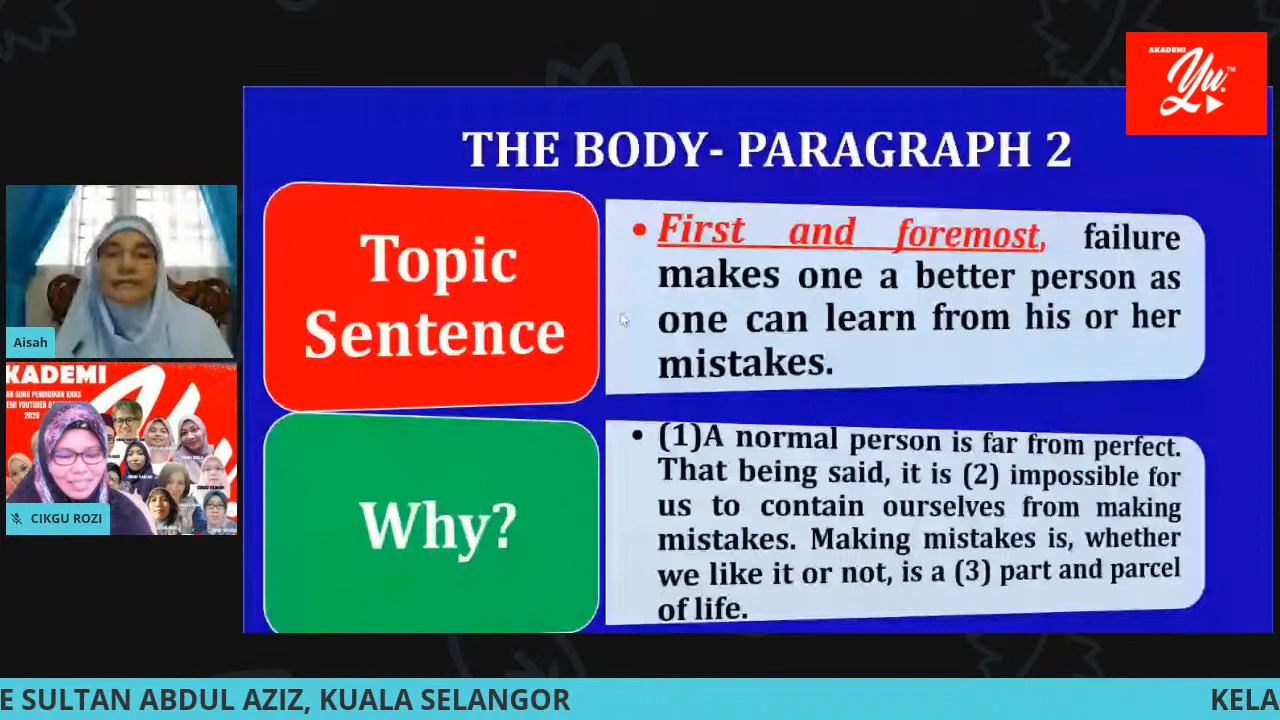 AKADEMI
Yu.
TM
THE BODY- PARAGRAPH 2
Topic
Sentence
• First and foremost, failure
makes one a better person as
one can learn from his or her
mistakes.
Why?
• (1)A normal person is far from perfect.
That being said, it is (2) impossible for
us to contain ourselves from making
mistakes. Making mistakes is, whether
we like it or not, is a (3) part and parcel
of life.
Aisah
KADEMI
AN GURU PENDIDIKAN KHAS
EMI YOUTUBER B
2020
CIKGU ROZI
E SULTAN ABDUL AZIZ, KUALA SELANGOR
KELA